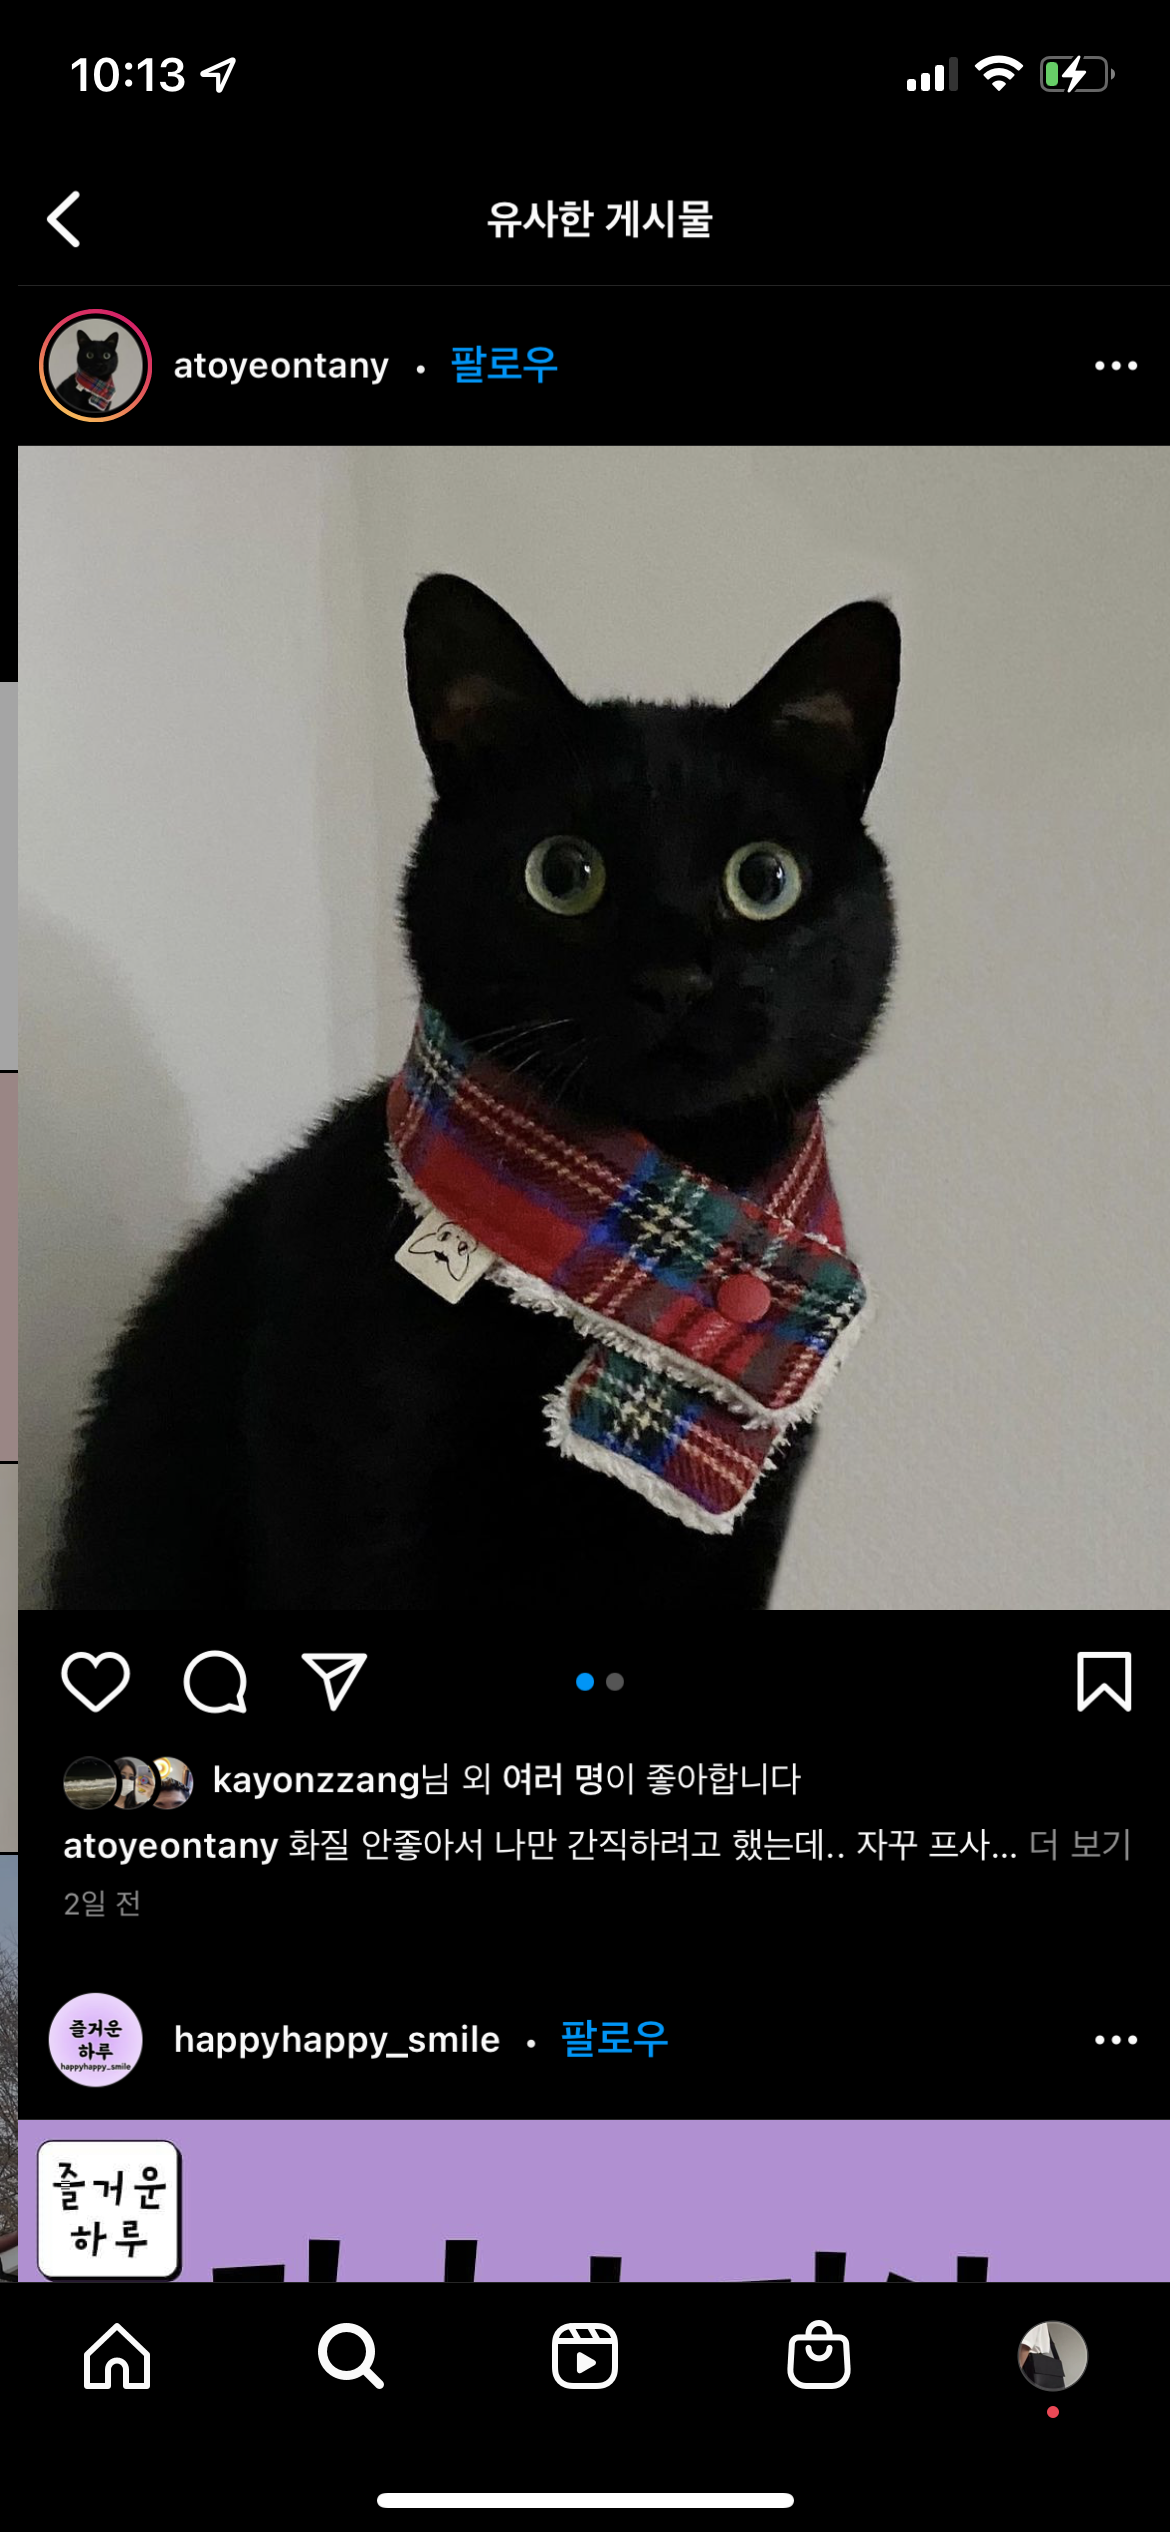 10:13
유사한 게시물
atoyeontany • 팔로우
kayonzzang님 외 여러 명이 좋아합니다
atoyeontany 화질 안좋아서 나만 간직하려고 했는데.. 자꾸 프사... 더 보기
2일 전
즐거운
하루
happyhappy_smile
happyhappy_smile • 팔로우
즐거운
하루